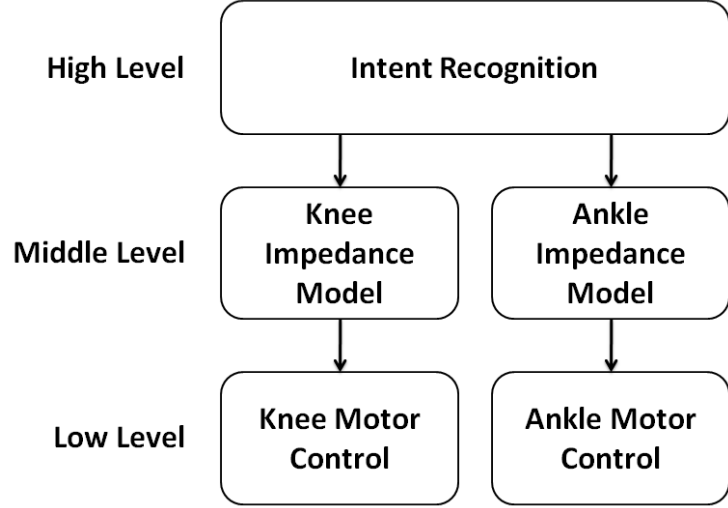 High Level
Intent Recognition
Middle Level
Knee
Impedance
Model
Ankle
Impedance
Model
Low Level
Knee Motor
Control
Ankle Motor
Control